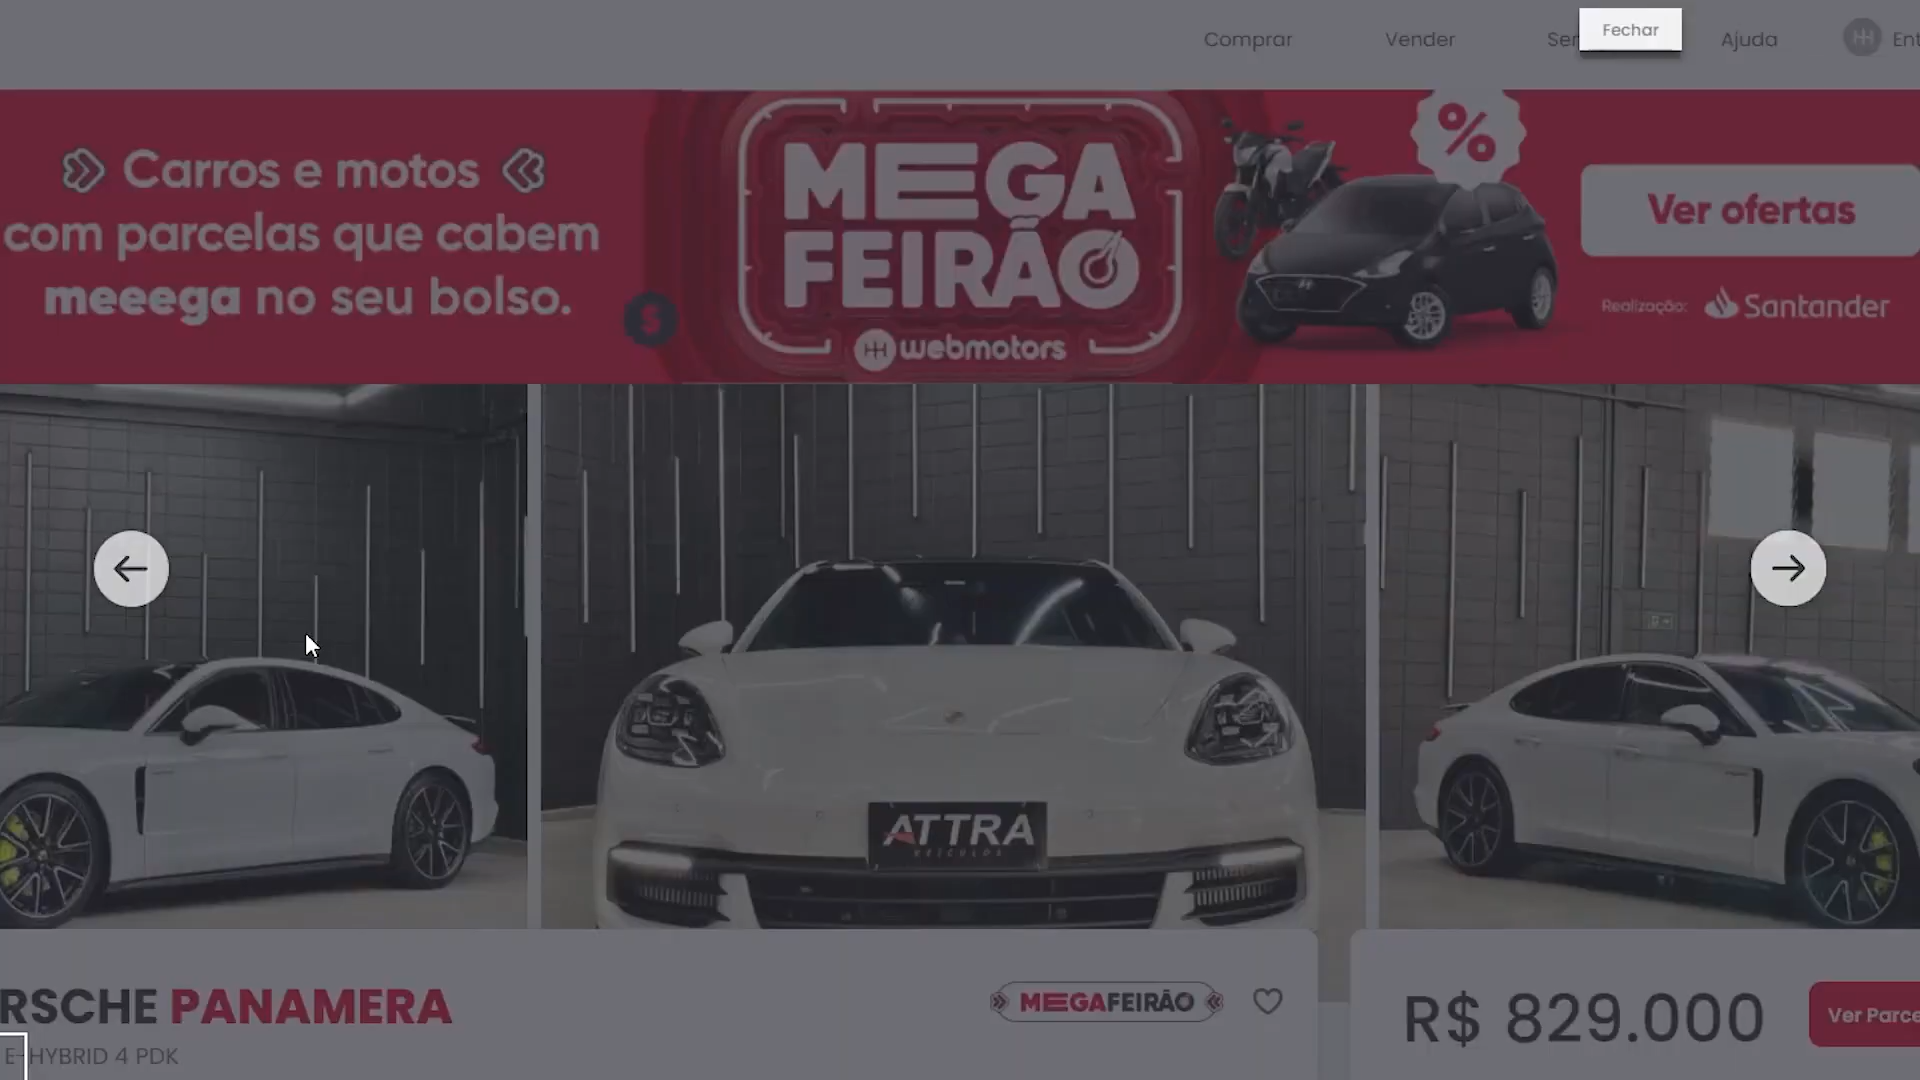 Comprar
Vender
Ser
Fechar
Ajuda
Ent
Carros e motos
com parcelas que cabem
meeega no seu bolso.
$
MEGA
FEIRÃO
webmotors
%
Ver ofertas
Realização:
Santander
ATTRA
VEÍCULOS
RSCHE PANAMERA
MEGAFEIRÃO
E-HYBRID 4 PDK
R$ 829.000
Ver Parce